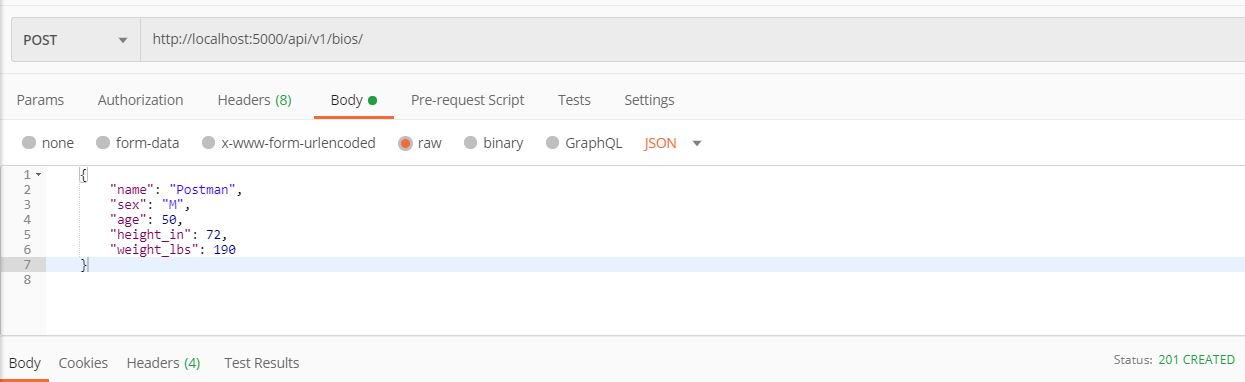 POST http://localhost:5000/api/v1/bios/
Params Authorization Headers (8) Body Pre-request Script Tests Settings
none form-data x-www-form-urlencoded raw binary GraphQL JSON
1 {
2 "name": "Postman",
3 "sex": "M",
4 "age": 50,
5 "height_in": 72,
6 "weight_lbs": 190
7 }
8
Body Cookies Headers (4) Test Results Status: 201 CREATED